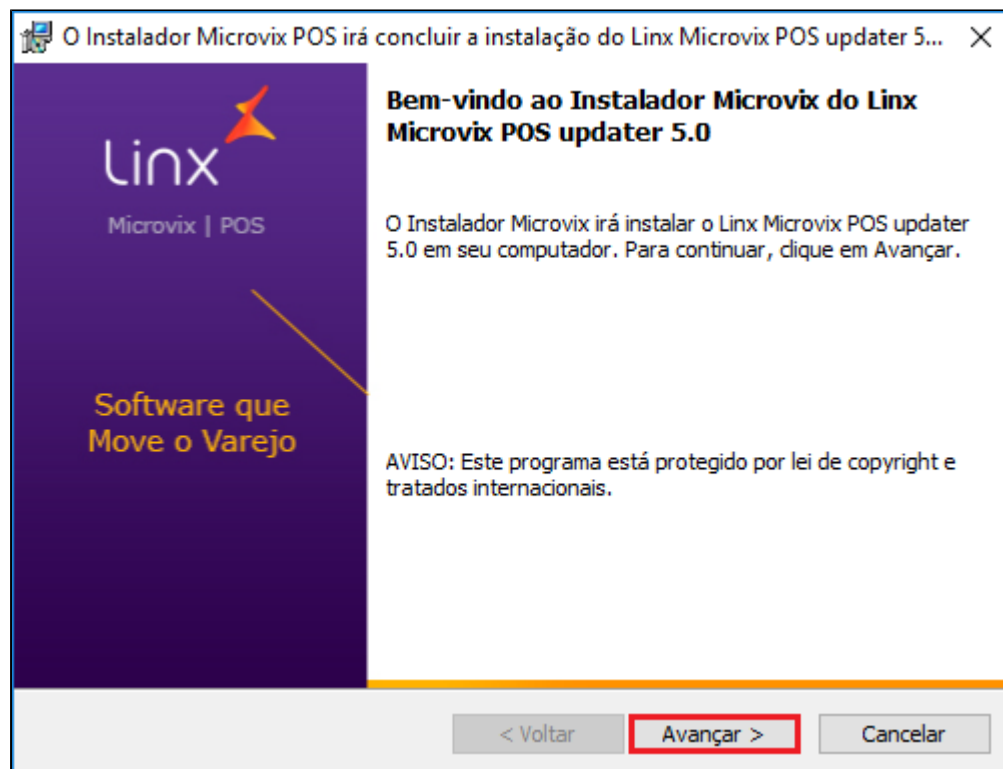 O Instalador Microvix POS irá concluir a instalação do Linx Microvix POS updater 5...
Linx
Microvix | POS
Software que
Move o Varejo
Bem-vindo ao Instalador Microvix do Linx
Microvix POS updater 5.0
O Instalador Microvix irá instalar o Linx Microvix POS updater
5.0 em seu computador. Para continuar, clique em Avançar.
AVISO: Este programa está protegido por lei de copyright e
tratados internacionais.
< Voltar
Avançar >
Cancelar